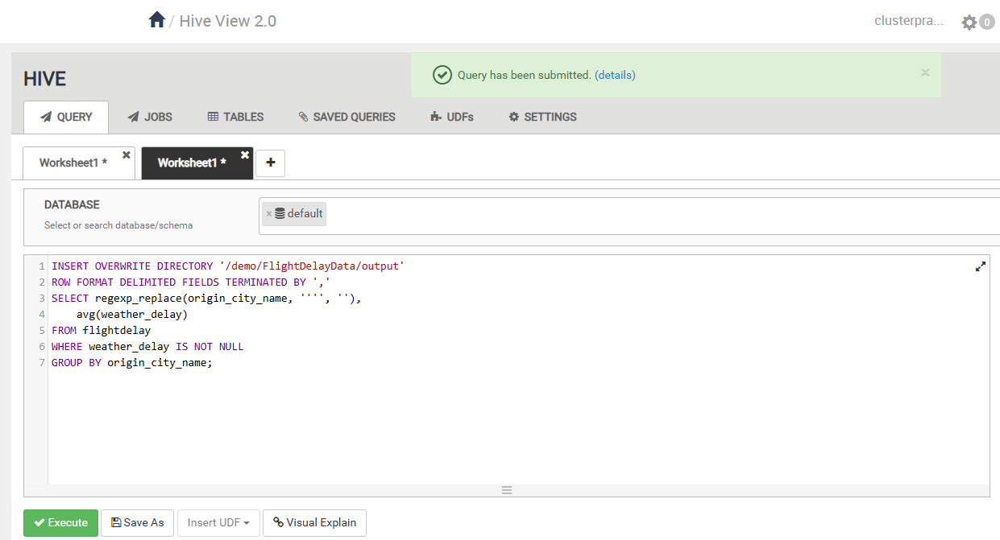 / Hive View 2.0
clusterpra... 0
HIVE
Query has been submitted. (details) ×
QUERY JOBS TABLES SAVED QUERIES UDFs SETTINGS
Worksheet1 * Worksheet1 * +
DATABASE
Select or search database/schema
× default
1 INSERT OVERWRITE DIRECTORY '/demo/FlightDelayData/output'
2 ROW FORMAT DELIMITED FIELDS TERMINATED BY ','
3 SELECT regexp_replace(origin_city_name, '''', ''),
4 avg(weather_delay)
5 FROM flightdelay
6 WHERE weather_delay IS NOT NULL
7 GROUP BY origin_city_name;
Execute Save As Insert UDF Visual Explain